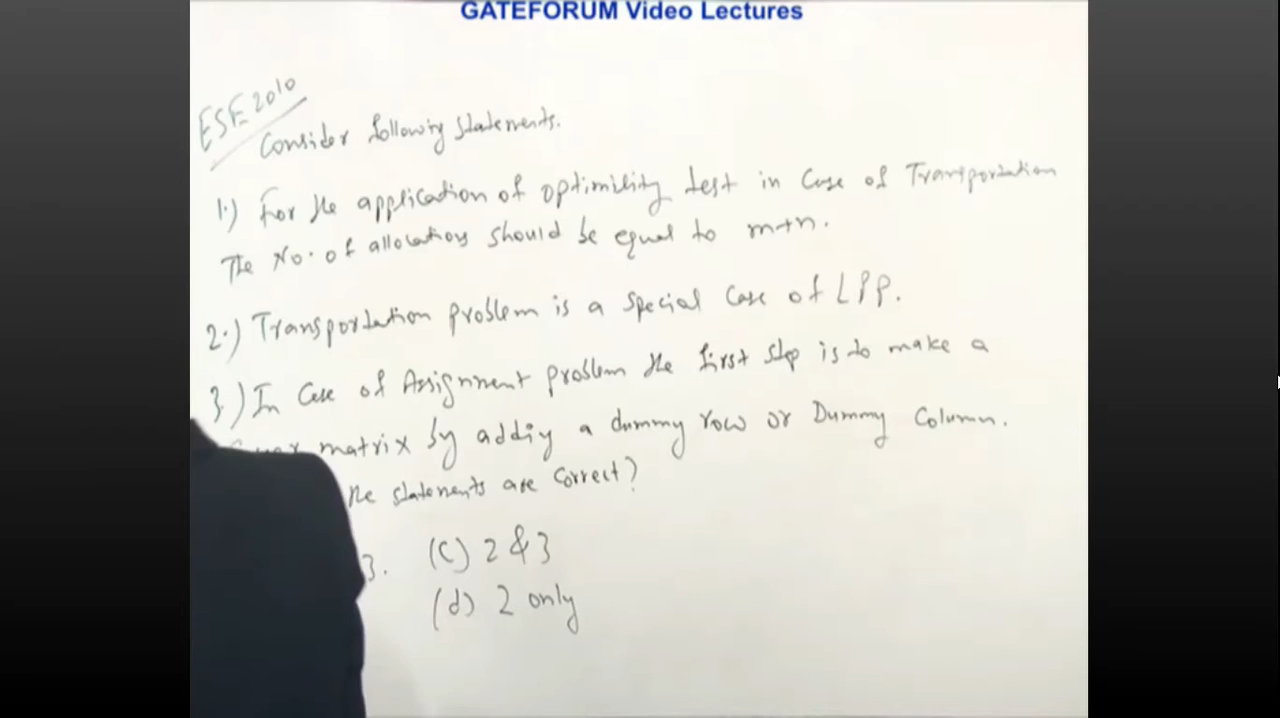 GATEFORUM Video Lectures
ESE 2010
Consider following statements.
1.) For the application of optimility test in case of Transportation
The No. of allocations should be equal to m+n.
2.) Transportation problem is a special case of LPP.
3.) In case of Assignment problem the first step is to make a
matrix by adding a dummy row or Dummy Column.
the statements are correct?
3. (C) 2 & 3
(d) 2 only